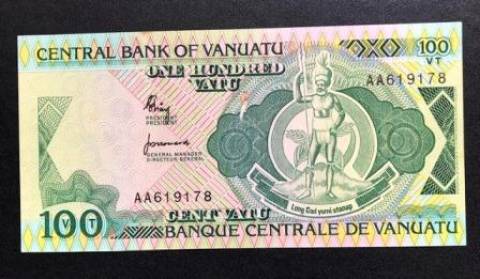 CENTRAL BANK OF VANUATU
100
VT
ONE HUNDRED
VATU
AA619178
PRESIDENT
PRESIDENT
GENERAL MANAGER
DIRECTEUR GENERAL
AA619178
Long God yumi stanap
100
VT
CENT VATU
BANQUE CENTRALE DE VANUATU